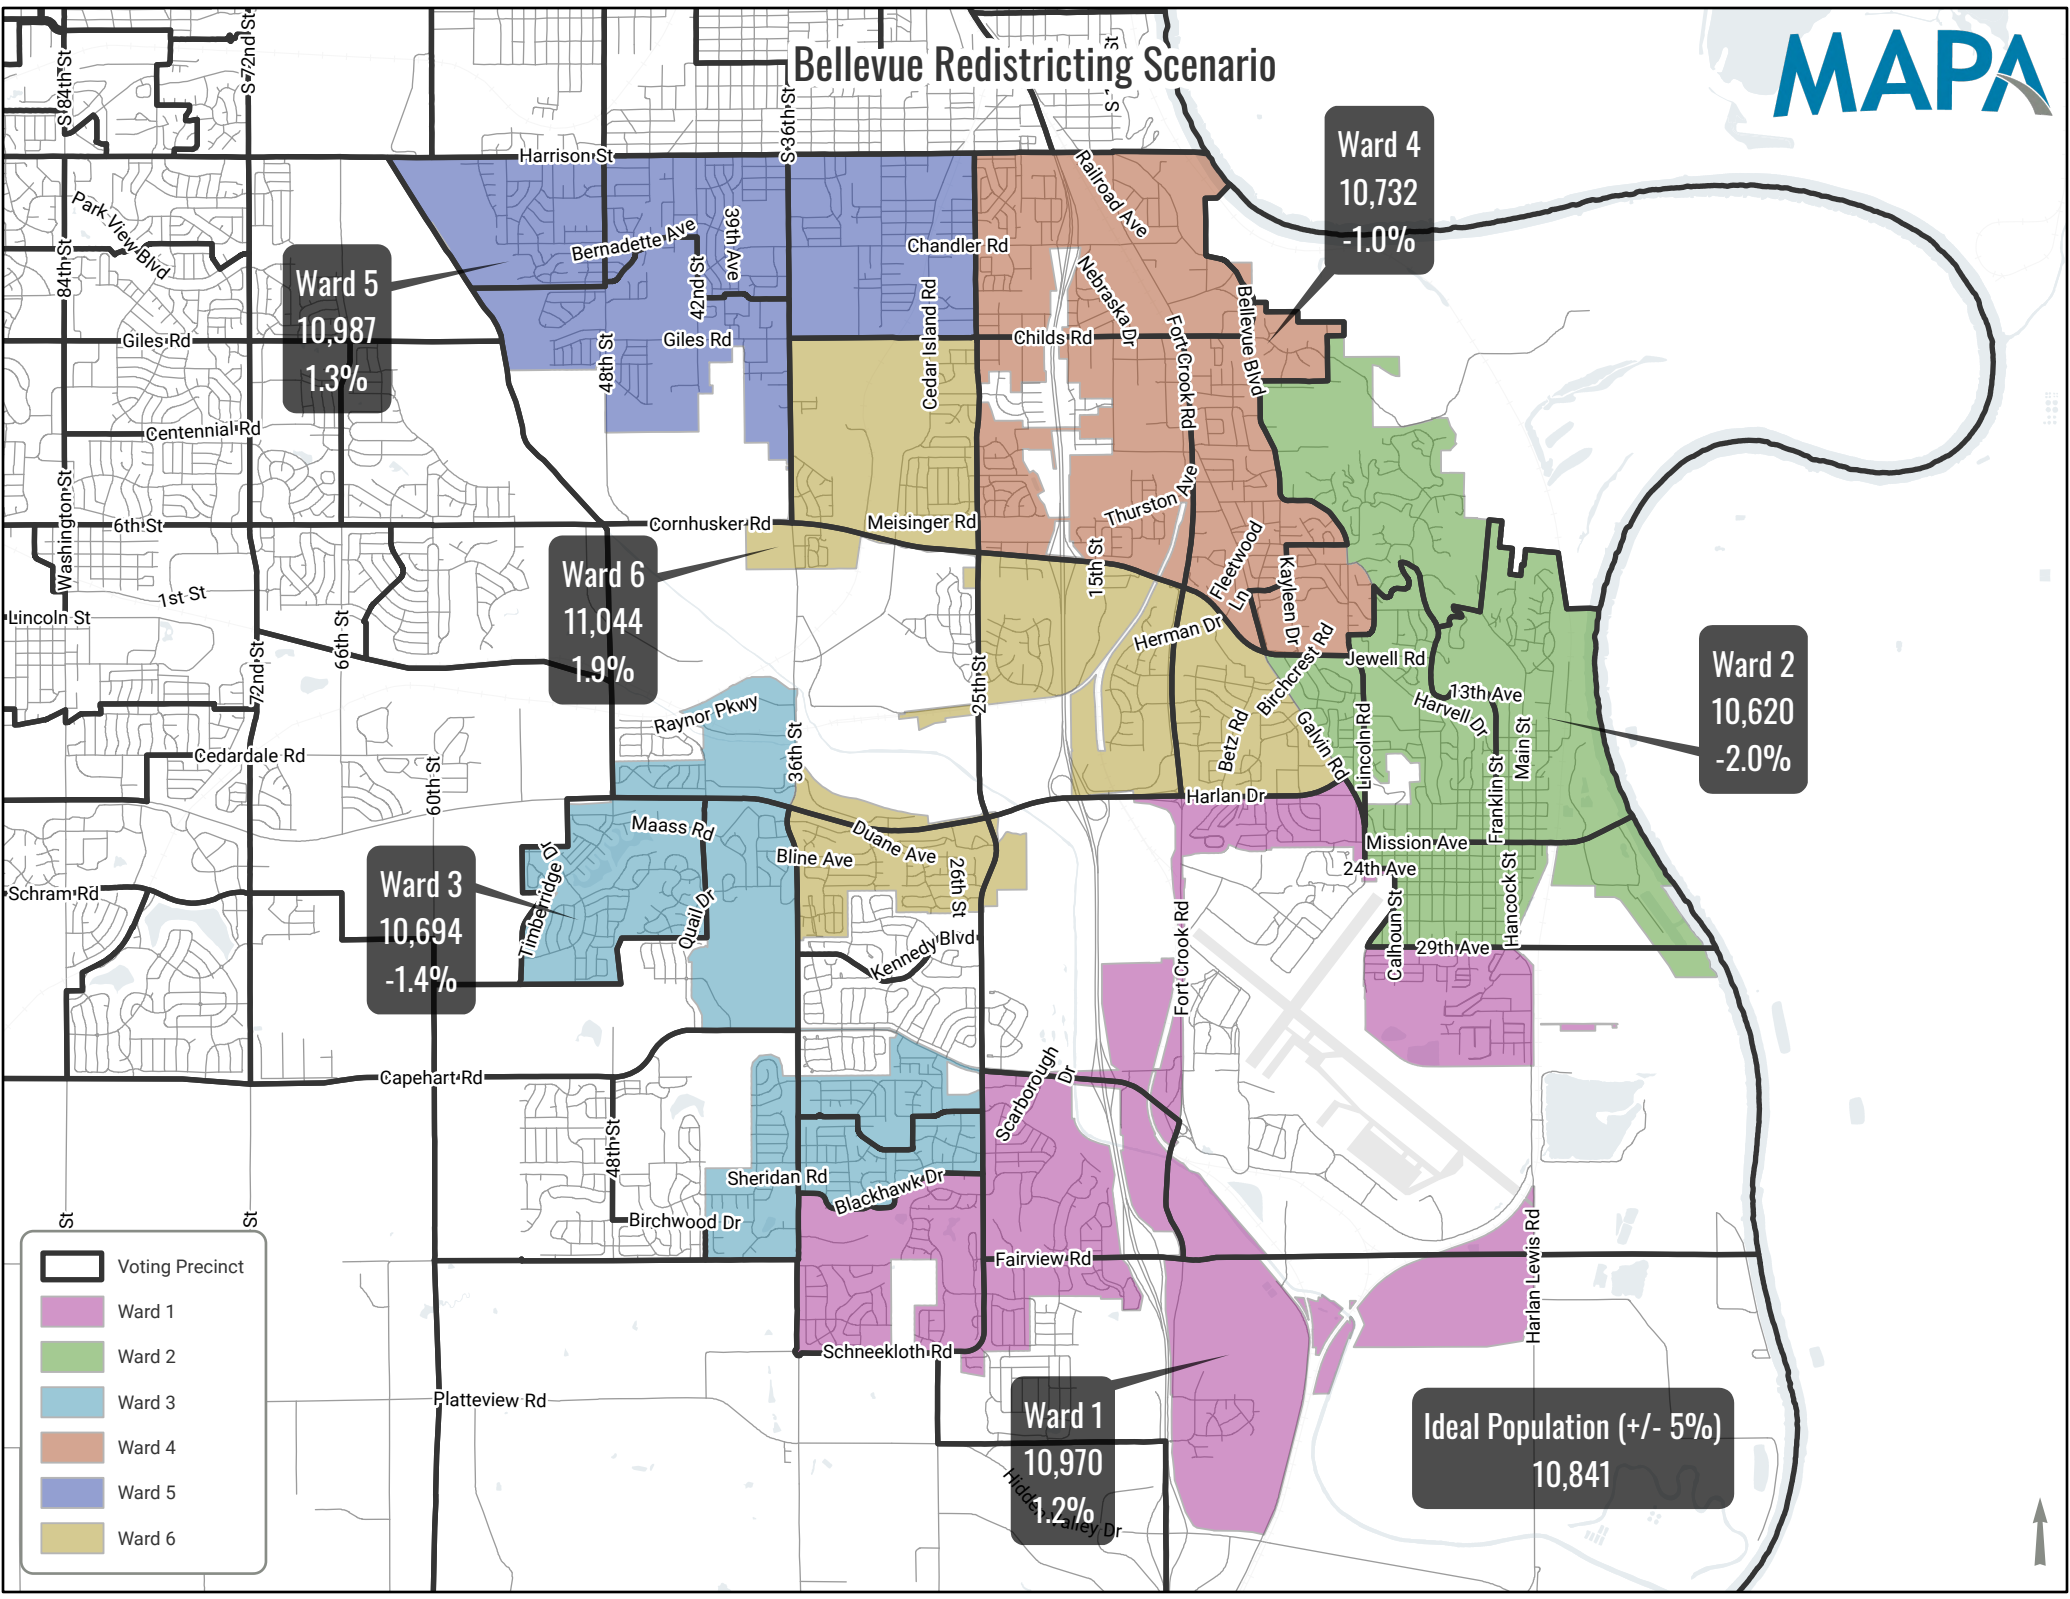 Bellevue Redistricting Scenario
MAPA
S 84th St
S 72nd St
S 36th St
Harrison St
Railroad Ave
Ward 4
10,732
-1.0%
Park View Blvd
84th St
Bernadette Ave
39th Ave
42nd St
Chandler Rd
Nebraska Dr
Ward 5
10,987
1.3%
Giles Rd
Giles Rd
48th St
Cedar Island Rd
Childs Rd
Fort Crook Rd
Bellevue Blvd
Centennial Rd
Washington St
6th St
Cornhusker Rd
Meisinger Rd
Thurston Ave
15th St
Fleetwood
Ln
Kayleen Dr
1st St
Lincoln St
66th St
72nd St
Ward 6
11,044
1.9%
Herman Dr
Birchcrest Rd
Jewell Rd
Ward 2
10,620
-2.0%
25th St
Raynor Pkwy
36th St
Betz Rd
Galvin Rd
Lincoln Rd
13th Ave
Harvell Dr
Main St
Franklin St
Cedardale Rd
60th St
Harlan Dr
Maass Rd
Duane Ave
Bline Ave
26th St
Mission Ave
24th Ave
Hancock St
Calhoun St
29th Ave
Schram Rd
Ward 3
10,694
-1.4%
Timberridge Dr
Quail Dr
Kennedy Blvd
Fort Crook Rd
Capehart Rd
Scarborough
Dr
48th St
Sheridan Rd
Blackhawk Dr
Birchwood Dr
Fairview Rd
Harlan Lewis Rd
St
St
Schneekloth Rd
Platteview Rd
Ward 1
10,970
1.2%
Hidden Valley Dr
Ideal Population (+/- 5%)
10,841
Voting Precinct
Ward 1
Ward 2
Ward 3
Ward 4
Ward 5
Ward 6